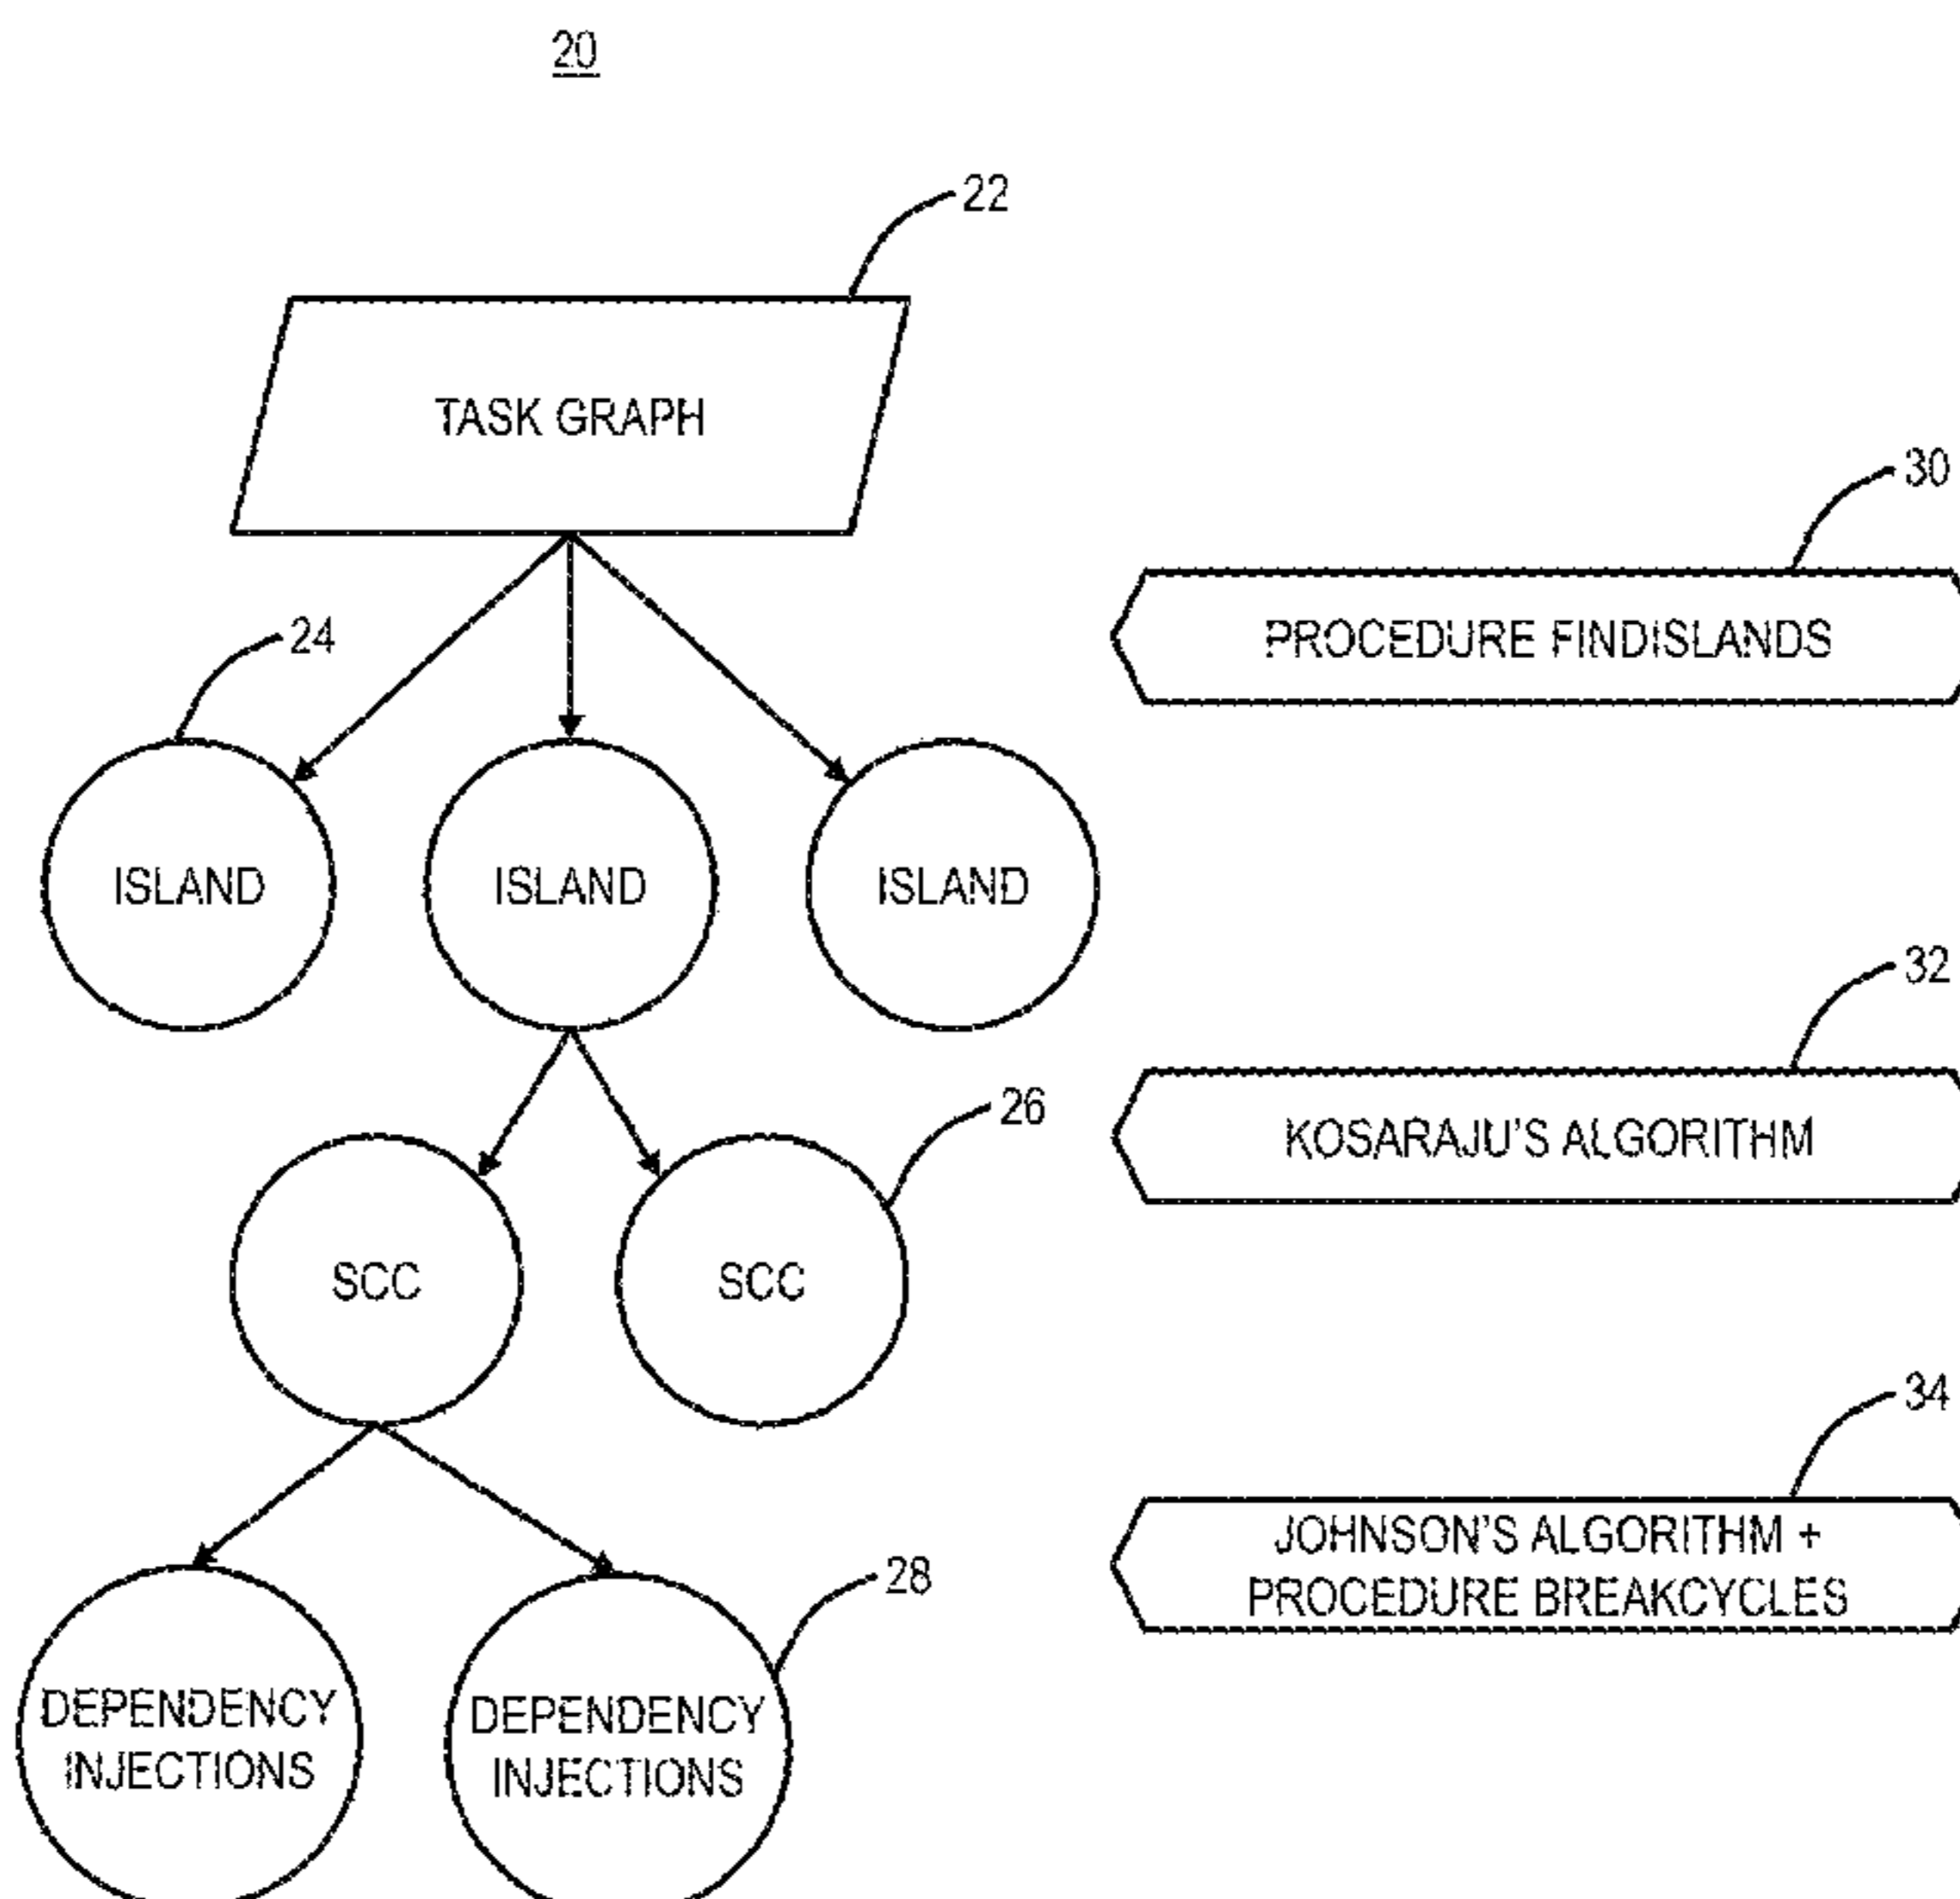 20
22
TASK GRAPH
30
PROCEDURE FINDISLANDS
24
ISLAND
ISLAND
ISLAND
32
KOSARAJU'S ALGORITHM
26
SCC
SCC
34
JOHNSON'S ALGORITHM +
PROCEDURE BREAKCYCLES
28
DEPENDENCY
INJECTIONS
DEPENDENCY
INJECTIONS